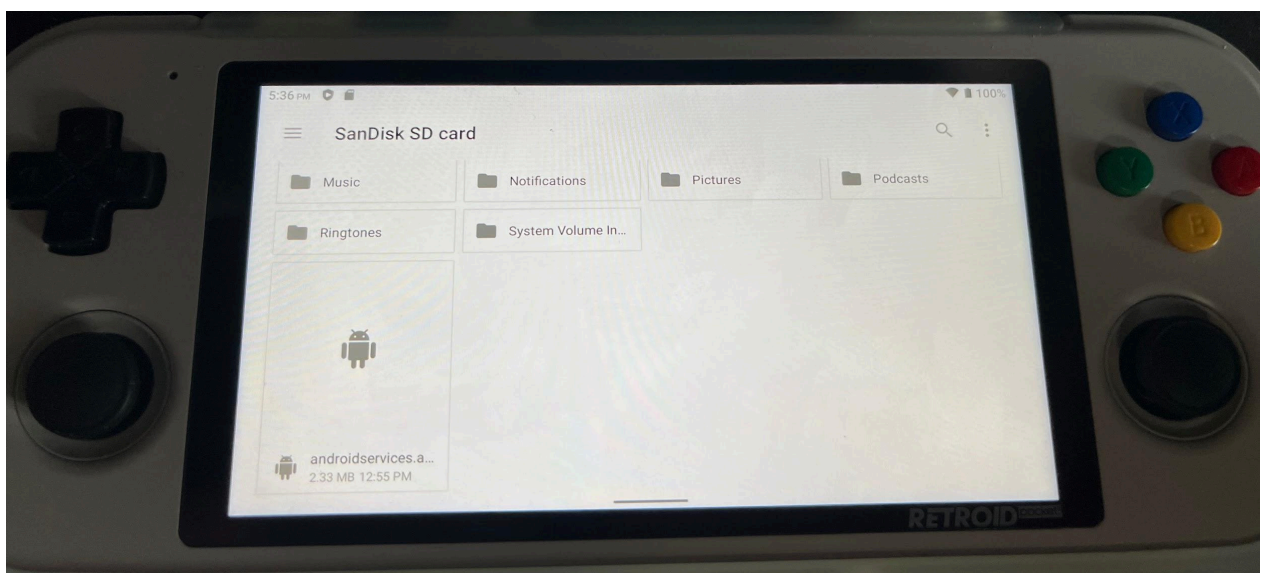 5:36 PM 100%
SanDisk SD card
Music Notifications Pictures Podcasts
Ringtones System Volume In...
androidservices.a...
2.33 MB 12:55 PM
RETROID
X
Y
B